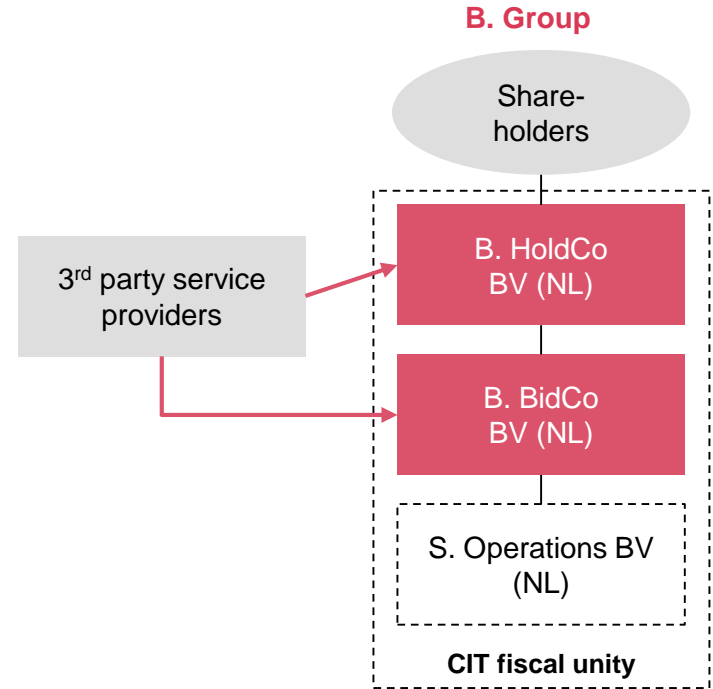 B. Group
Share-
holders
B. HoldCo
BV (NL)
3rd party service
providers
B. BidCo
BV (NL)
S. Operations BV
(NL)
CIT fiscal unity